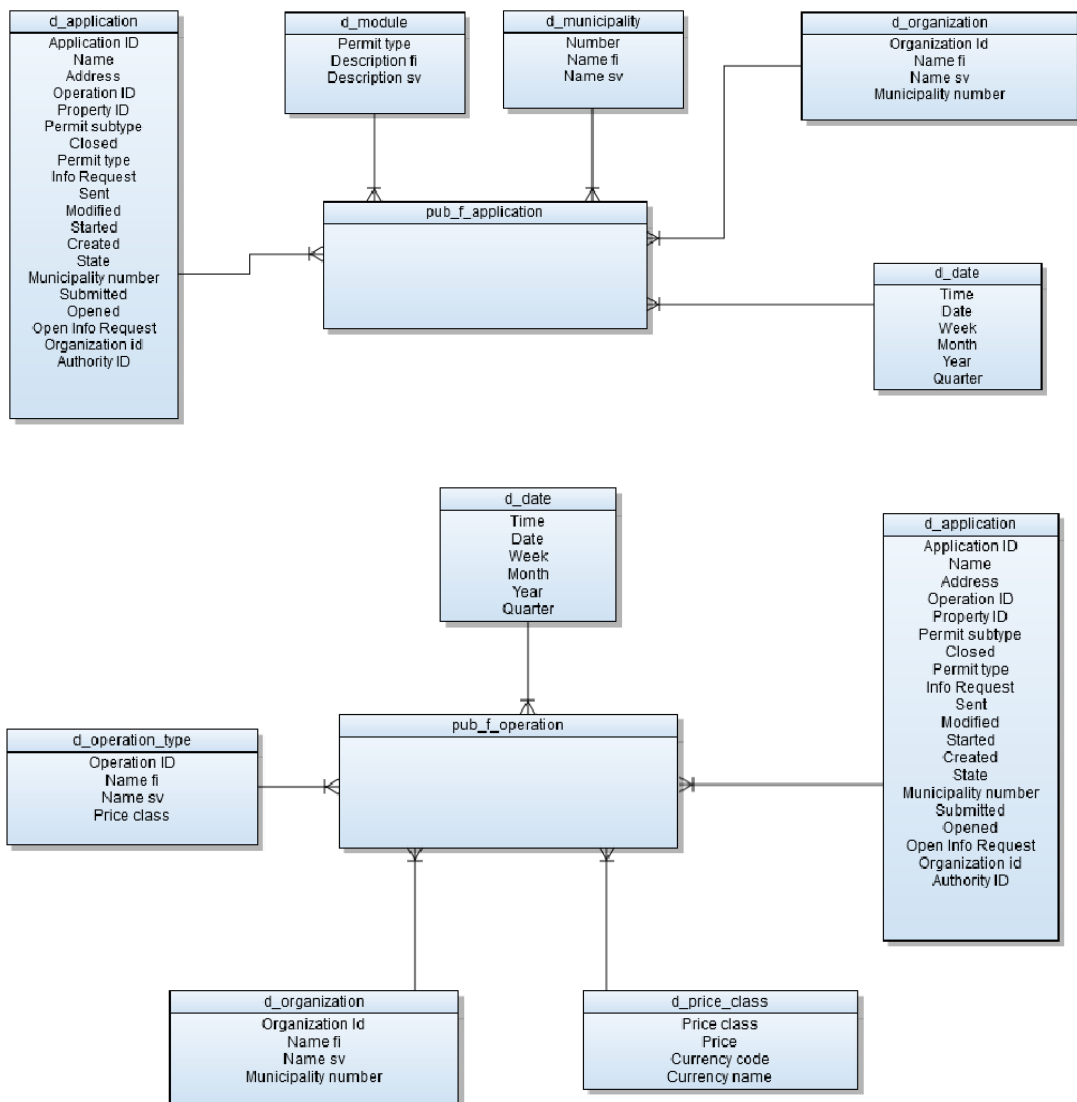 d_application
Application ID
Name
Address
Operation ID
Property ID
Permit subtype
Closed
Permit type
Info Request
Sent
Modified
Started
Created
State
Municipality number
Submitted
Opened
Open Info Request
Organization id
Authority ID
d_module
Permit type
Description fi
Description sv
d_municipality
Number
Name fi
Name sv
d_organization
Organization Id
Name fi
Name sv
Municipality number
pub_f_application
d_date
Time
Date
Week
Month
Year
Quarter
d_date
Time
Date
Week
Month
Year
Quarter
d_application
Application ID
Name
Address
Operation ID
Property ID
Permit subtype
Closed
Permit type
Info Request
Sent
Modified
Started
Created
State
Municipality number
Submitted
Opened
Open Info Request
Organization id
Authority ID
pub_f_operation
d_operation_type
Operation ID
Name fi
Name sv
Price class
d_organization
Organization Id
Name fi
Name sv
Municipality number
d_price_class
Price class
Price
Currency code
Currency name